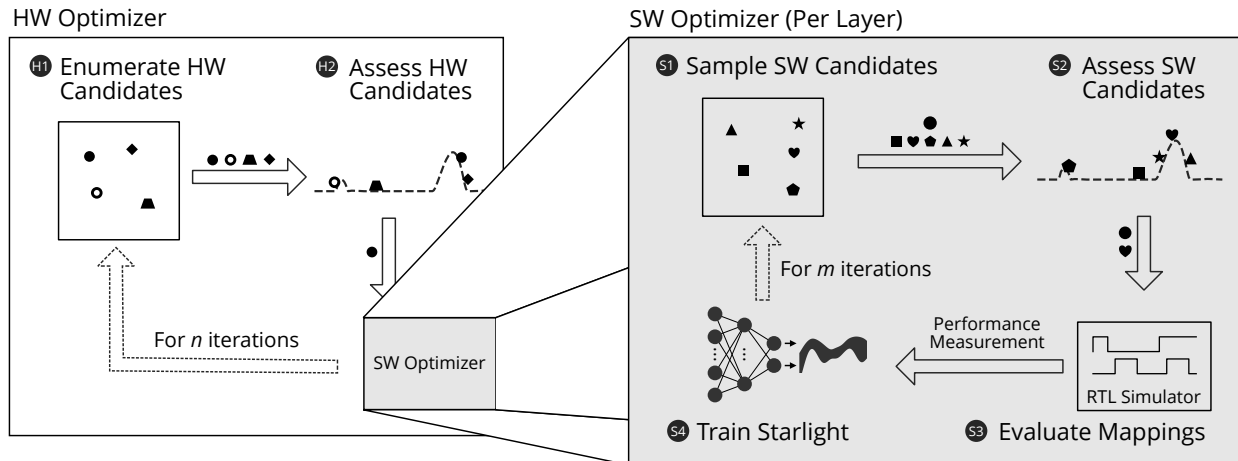 HW Optimizer
H1 Enumerate HW
Candidates
H2 Assess HW
Candidates
For n iterations
SW Optimizer
SW Optimizer (Per Layer)
S1 Sample SW Candidates
S2 Assess SW
Candidates
For m iterations
Performance
Measurement
RTL Simulator
S4 Train Starlight
S3 Evaluate Mappings